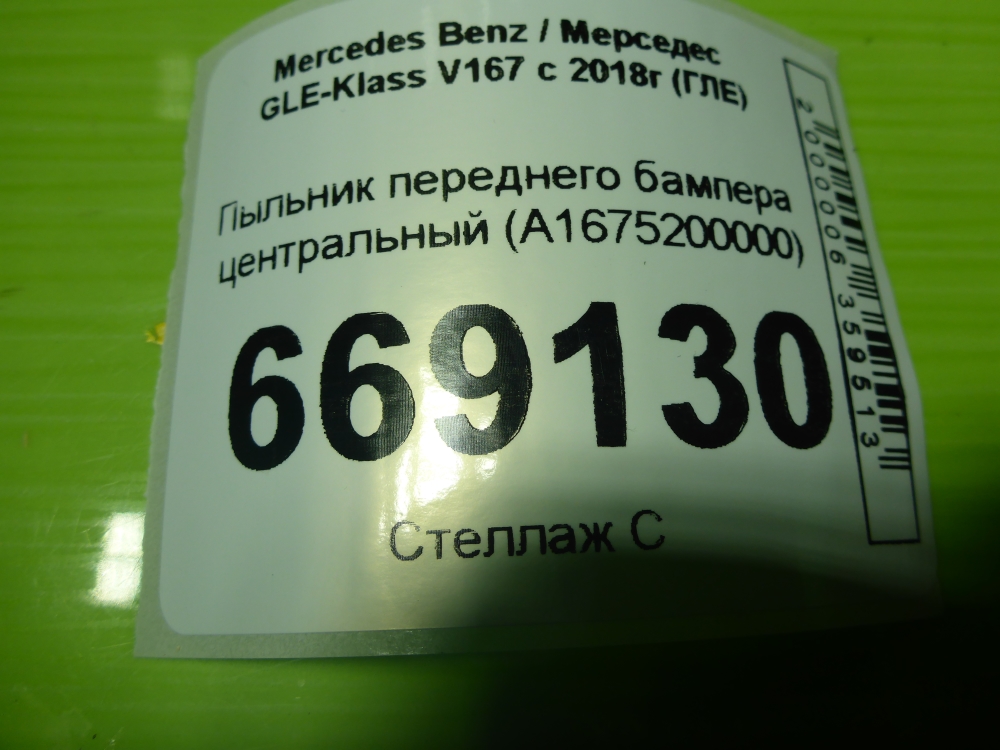 Mercedes Benz / Мерседес
GLE-Klass V167 с 2018г (ГЛЕ)
Пыльник переднего бампера
центральный (A1675200000)
669130
Стеллаж С
2000006359513